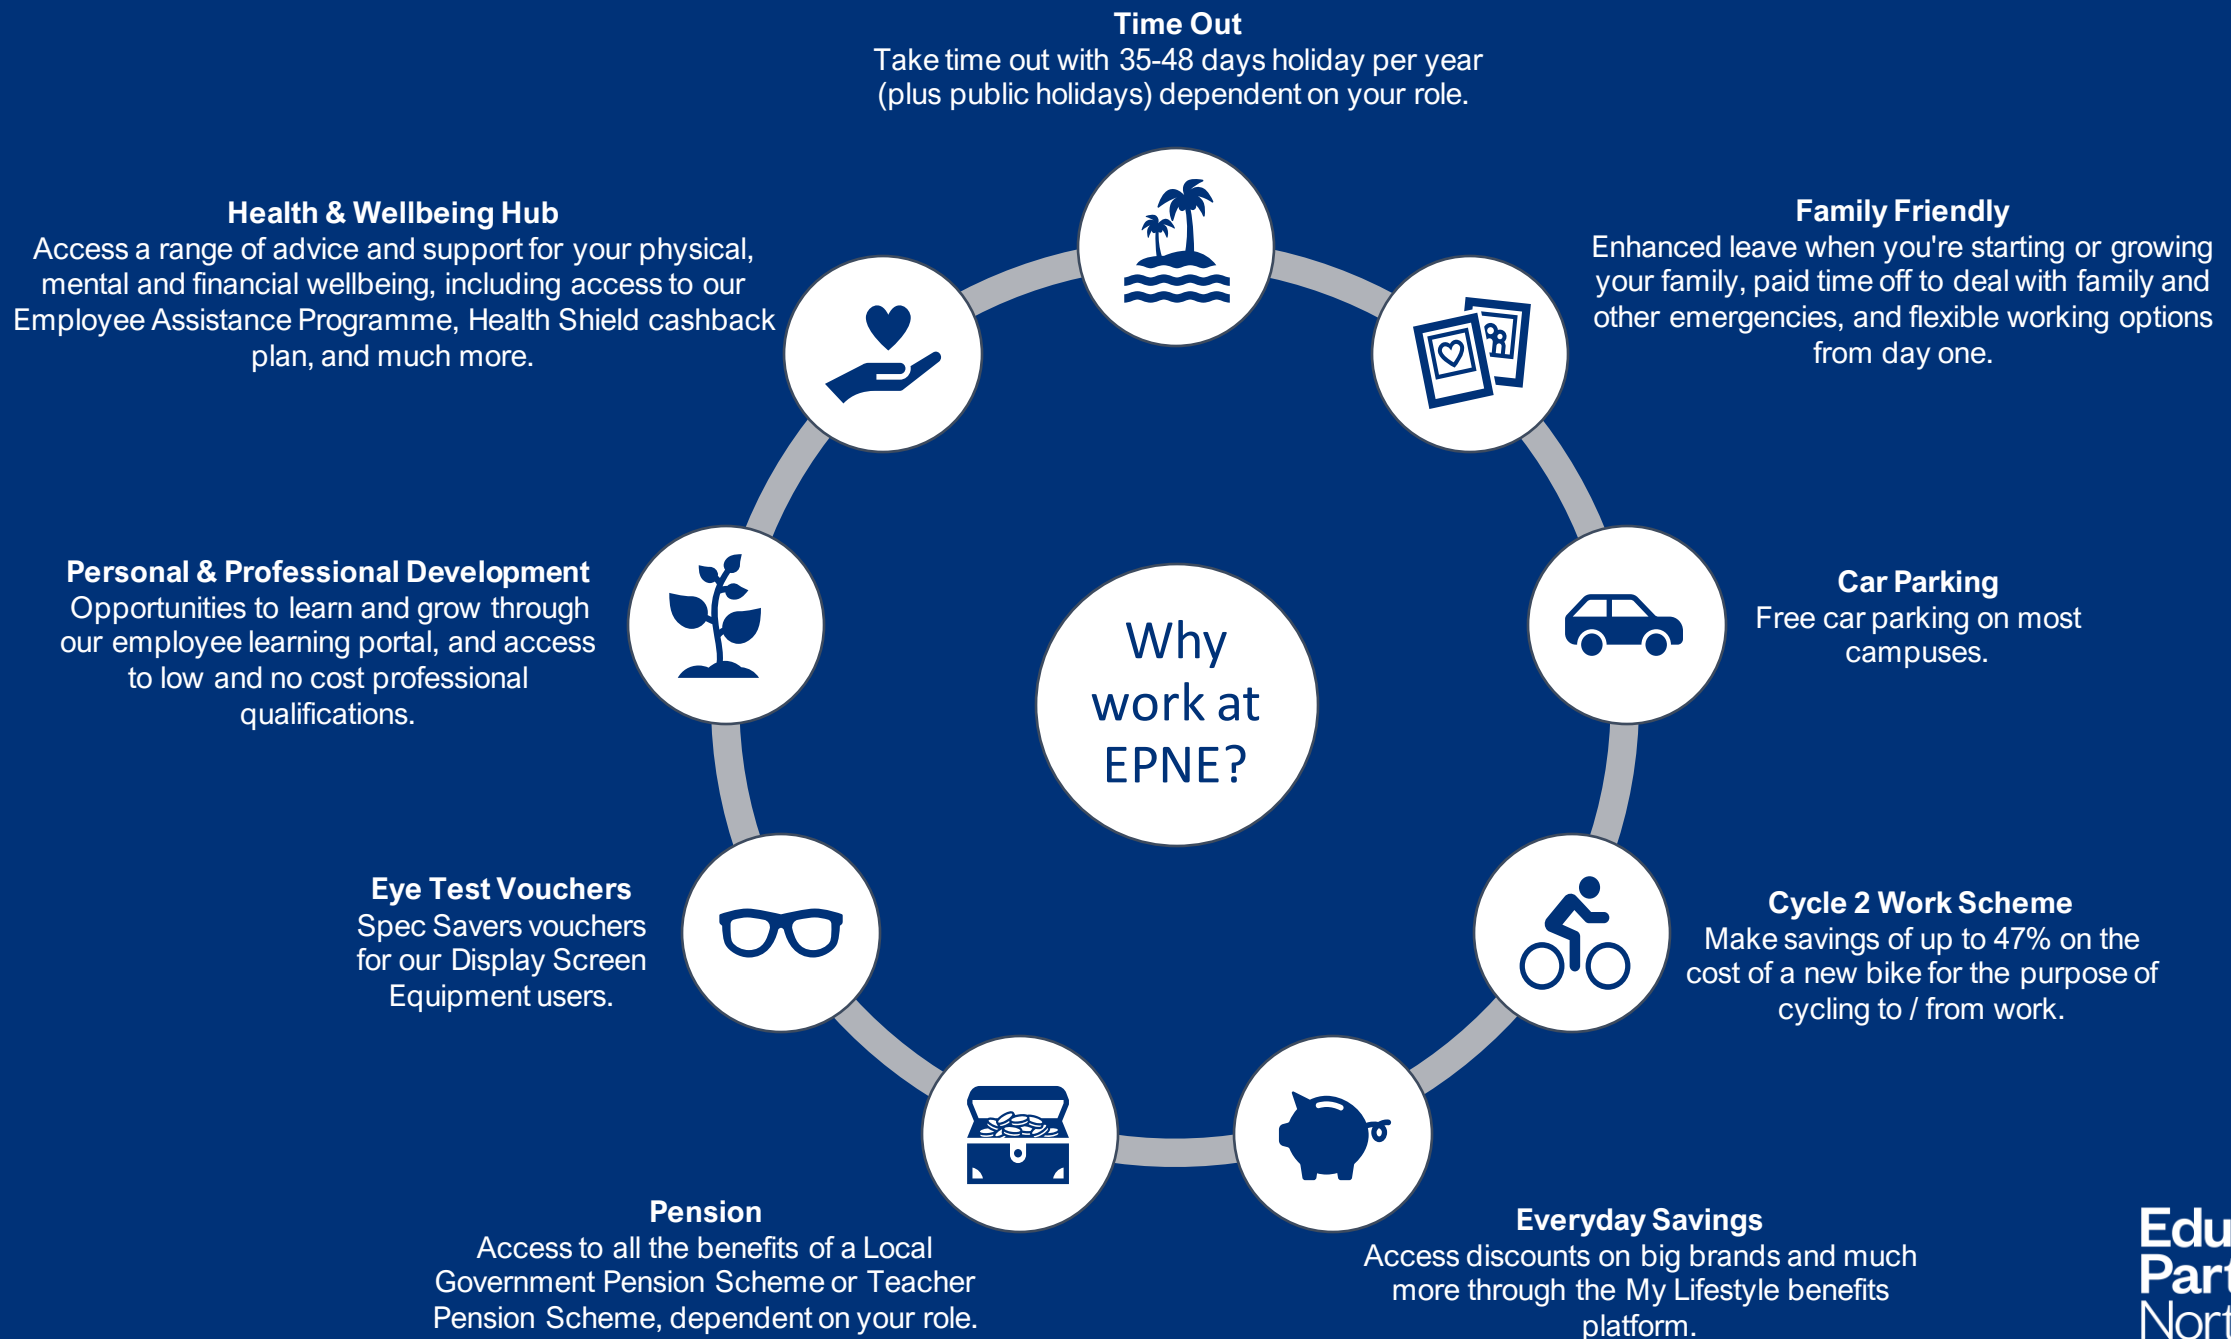 Time Out
Take time out with 35-48 days holiday per year
(plus public holidays) dependent on your role.
Family Friendly
Enhanced leave when you're starting or growing
your family, paid time off to deal with family and
other emergencies, and flexible working options
from day one.
Car Parking
Free car parking on most
campuses.
Cycle 2 Work Scheme
Make savings of up to 47% on the
cost of a new bike for the purpose of
cycling to / from work.
Everyday Savings
Access discounts on big brands and much
more through the My Lifestyle benefits
platform.
Pension
Access to all the benefits of a Local
Government Pension Scheme or Teacher
Pension Scheme, dependent on your role.
Eye Test Vouchers
Spec Savers vouchers
for our Display Screen
Equipment users.
Personal & Professional Development
Opportunities to learn and grow through
our employee learning portal, and access
to low and no cost professional
qualifications.
Health & Wellbeing Hub
Access a range of advice and support for your physical,
mental and financial wellbeing, including access to our
Employee Assistance Programme, Health Shield cashback
plan, and much more.
Why
work at
EPNE?